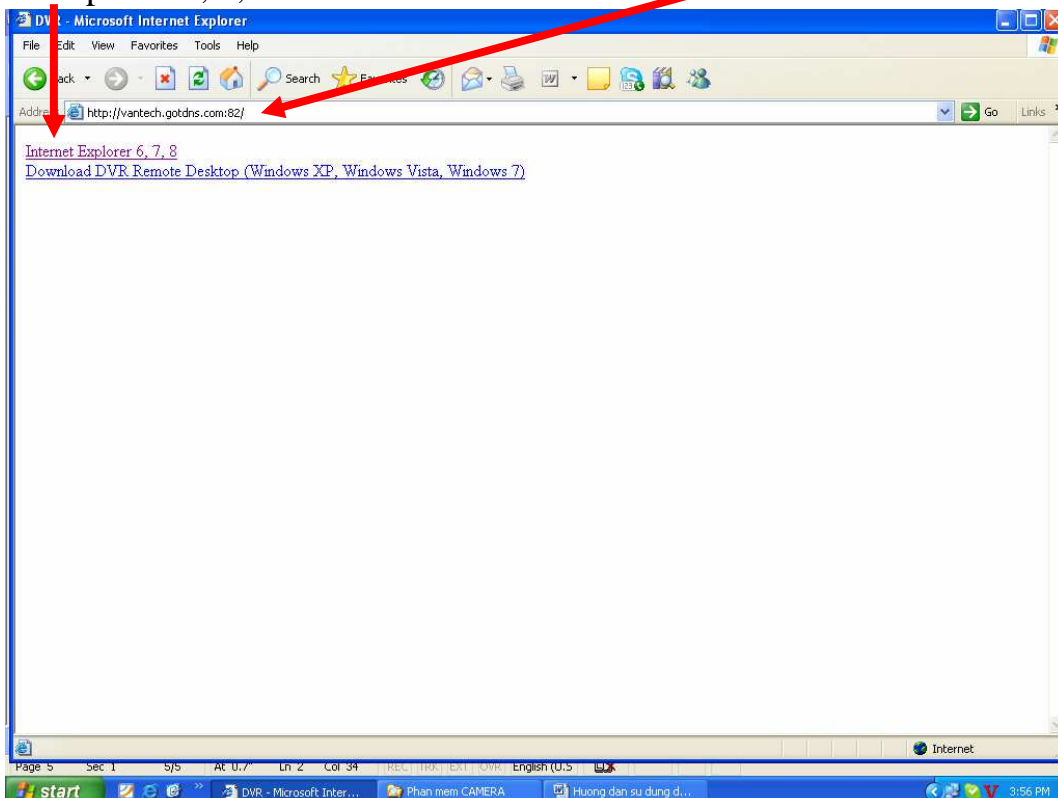 DVR - Microsoft Internet Explorer
File Edit View Favorites Tools Help
Search
Address http://vantech.gotdns.com:82/ Go Links
Internet Explorer 6, 7, 8
Download DVR Remote Desktop (Windows XP, Windows Vista, Windows 7)
Internet
Page 5 Sec 1 5/5 At 0.7" Ln 2 Col 34 REC TRK EXT OVR English (U.S
start DVR - Microsoft Inter... Phan mem CAMERA Huong dan su dung d... 3:56 PM